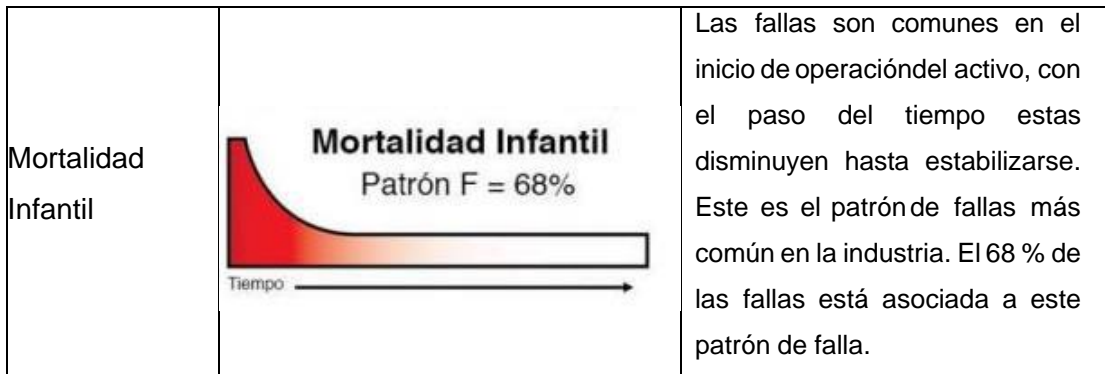 Mortalidad
Infantil
Mortalidad Infantil
Patrón F = 68%
Tiempo
Las fallas son comunes en el
inicio de operacióndel activo, con
el paso del tiempo estas
disminuyen hasta estabilizarse.
Este es el patrón de fallas más
común en la industria. El 68 % de
las fallas está asociada a este
patrón de falla.